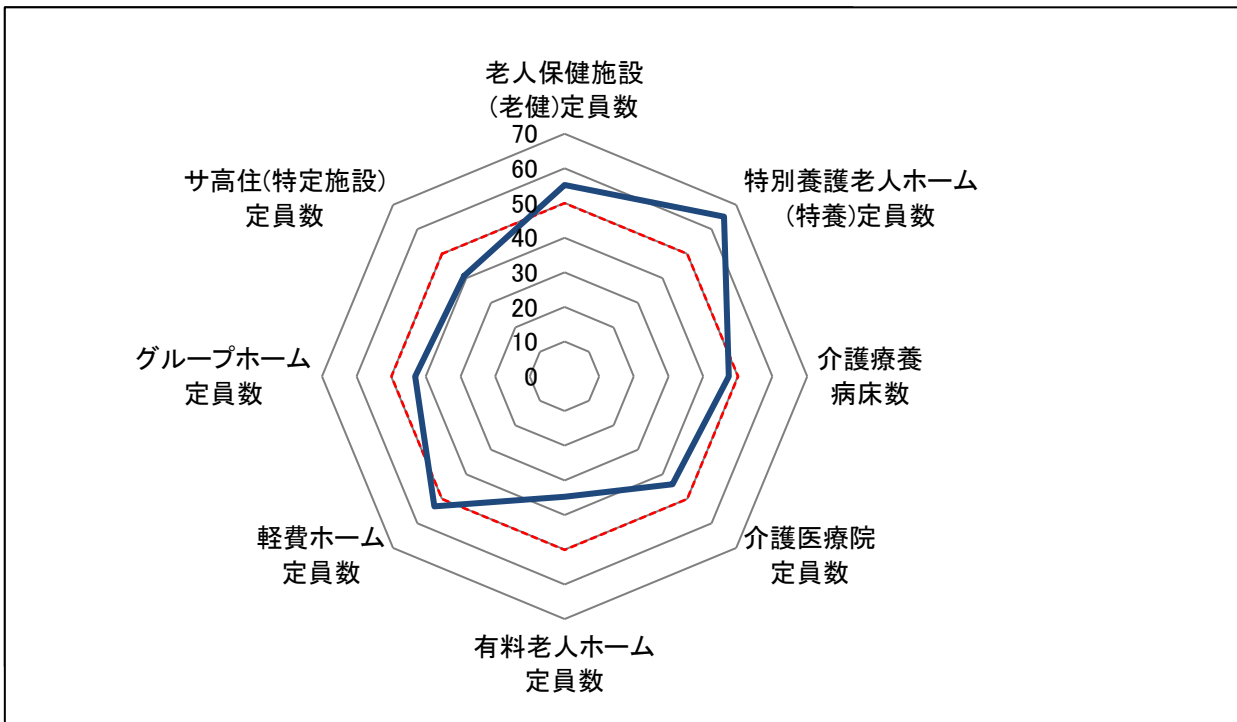 老人保健施設
(老健)定員数
特別養護老人ホーム
(特養)定員数
介護療養
病床数
介護医療院
定員数
有料老人ホーム
定員数
軽費ホーム
定員数
グループホーム
定員数
サ高住(特定施設)
定員数
70
60
50
40
30
20
10
0